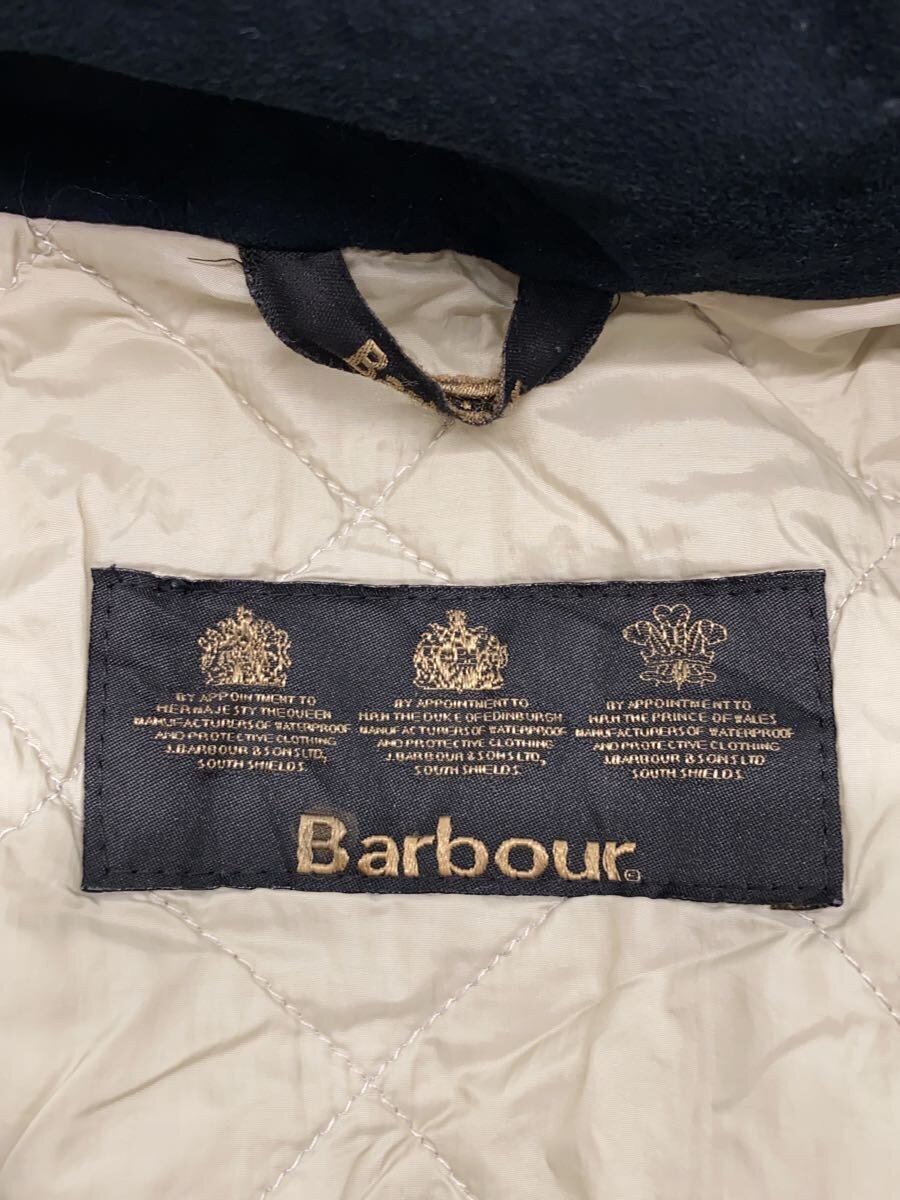 Ba
BY APPOINTMENT TO
HER MAJESTY THE QUEEN
MANUFACTURERS OF WATERPROOF
AND PROTECTIVE CLOTHING
J.BARBOUR & SONS LTD,
SOUTH SHIELDS.
BY APPOINTMENT TO
H.R.H THE DUKE OF EDINBURGH
MANUFACTURERS OF WATERPROOF
AND PROTECTIVE CLOTHING
J.BARBOUR & SONS LTD,
SOUTH SHIELDS.
BY APPOINTMENT TO
H.R.H THE PRINCE OF WALES
MANUFACTURERS OF WATERPROOF
AND PROTECTIVE CLOTHING
J.BARBOUR & SONS LTD
SOUTH SHIELDS.
Barbour